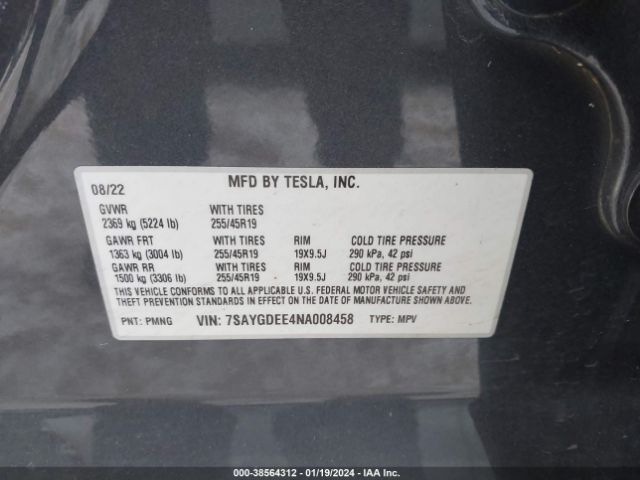 MFD BY TESLA, INC.
08/22
GVWR WITH TIRES
2369 kg (5224 lb) 255/45R19
GAWR FRT WITH TIRES RIM COLD TIRE PRESSURE
1363 kg (3004 lb) 255/45R19 19X9.5J 290 kPa, 42 psi
GAWR RR WITH TIRES RIM COLD TIRE PRESSURE
1500 kg (3306 lb) 255/45R19 19X9.5J 290 kPa, 42 psi
THIS VEHICLE CONFORMS TO ALL APPLICABLE U.S. FEDERAL MOTOR VEHICLE SAFETY AND
THEFT PREVENTION STANDARDS IN EFFECT ON THE DATE OF MANUFACTURE SHOWN ABOVE.
PNT: PMNG VIN: 7SAYGDEE4NA008458 TYPE: MPV
000-38564312 - 01/19/2024 - IAA Inc.